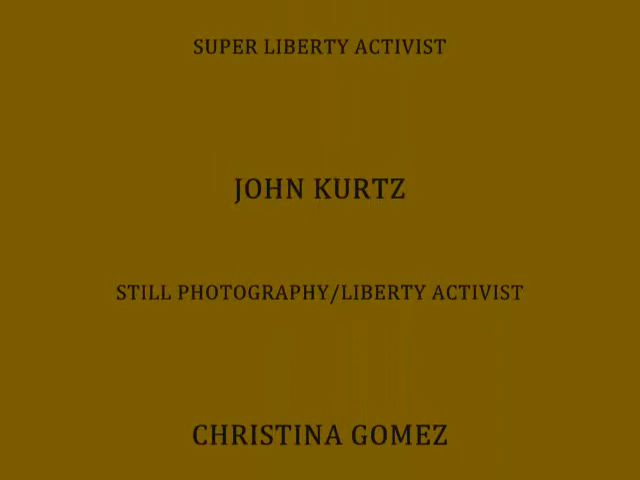 SUPER LIBERTY ACTIVIST
JOHN KURTZ
STILL PHOTOGRAPHY/LIBERTY ACTIVIST
CHRISTINA GOMEZ